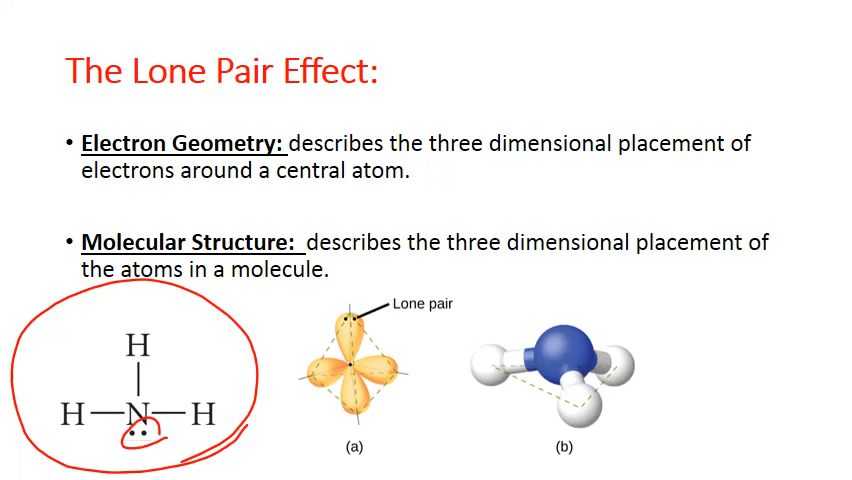 The Lone Pair Effect:
• Electron Geometry: describes the three dimensional placement of
electrons around a central atom.
• Molecular Structure: describes the three dimensional placement of
the atoms in a molecule.
Lone pair
H
H N H
(a)
(b)